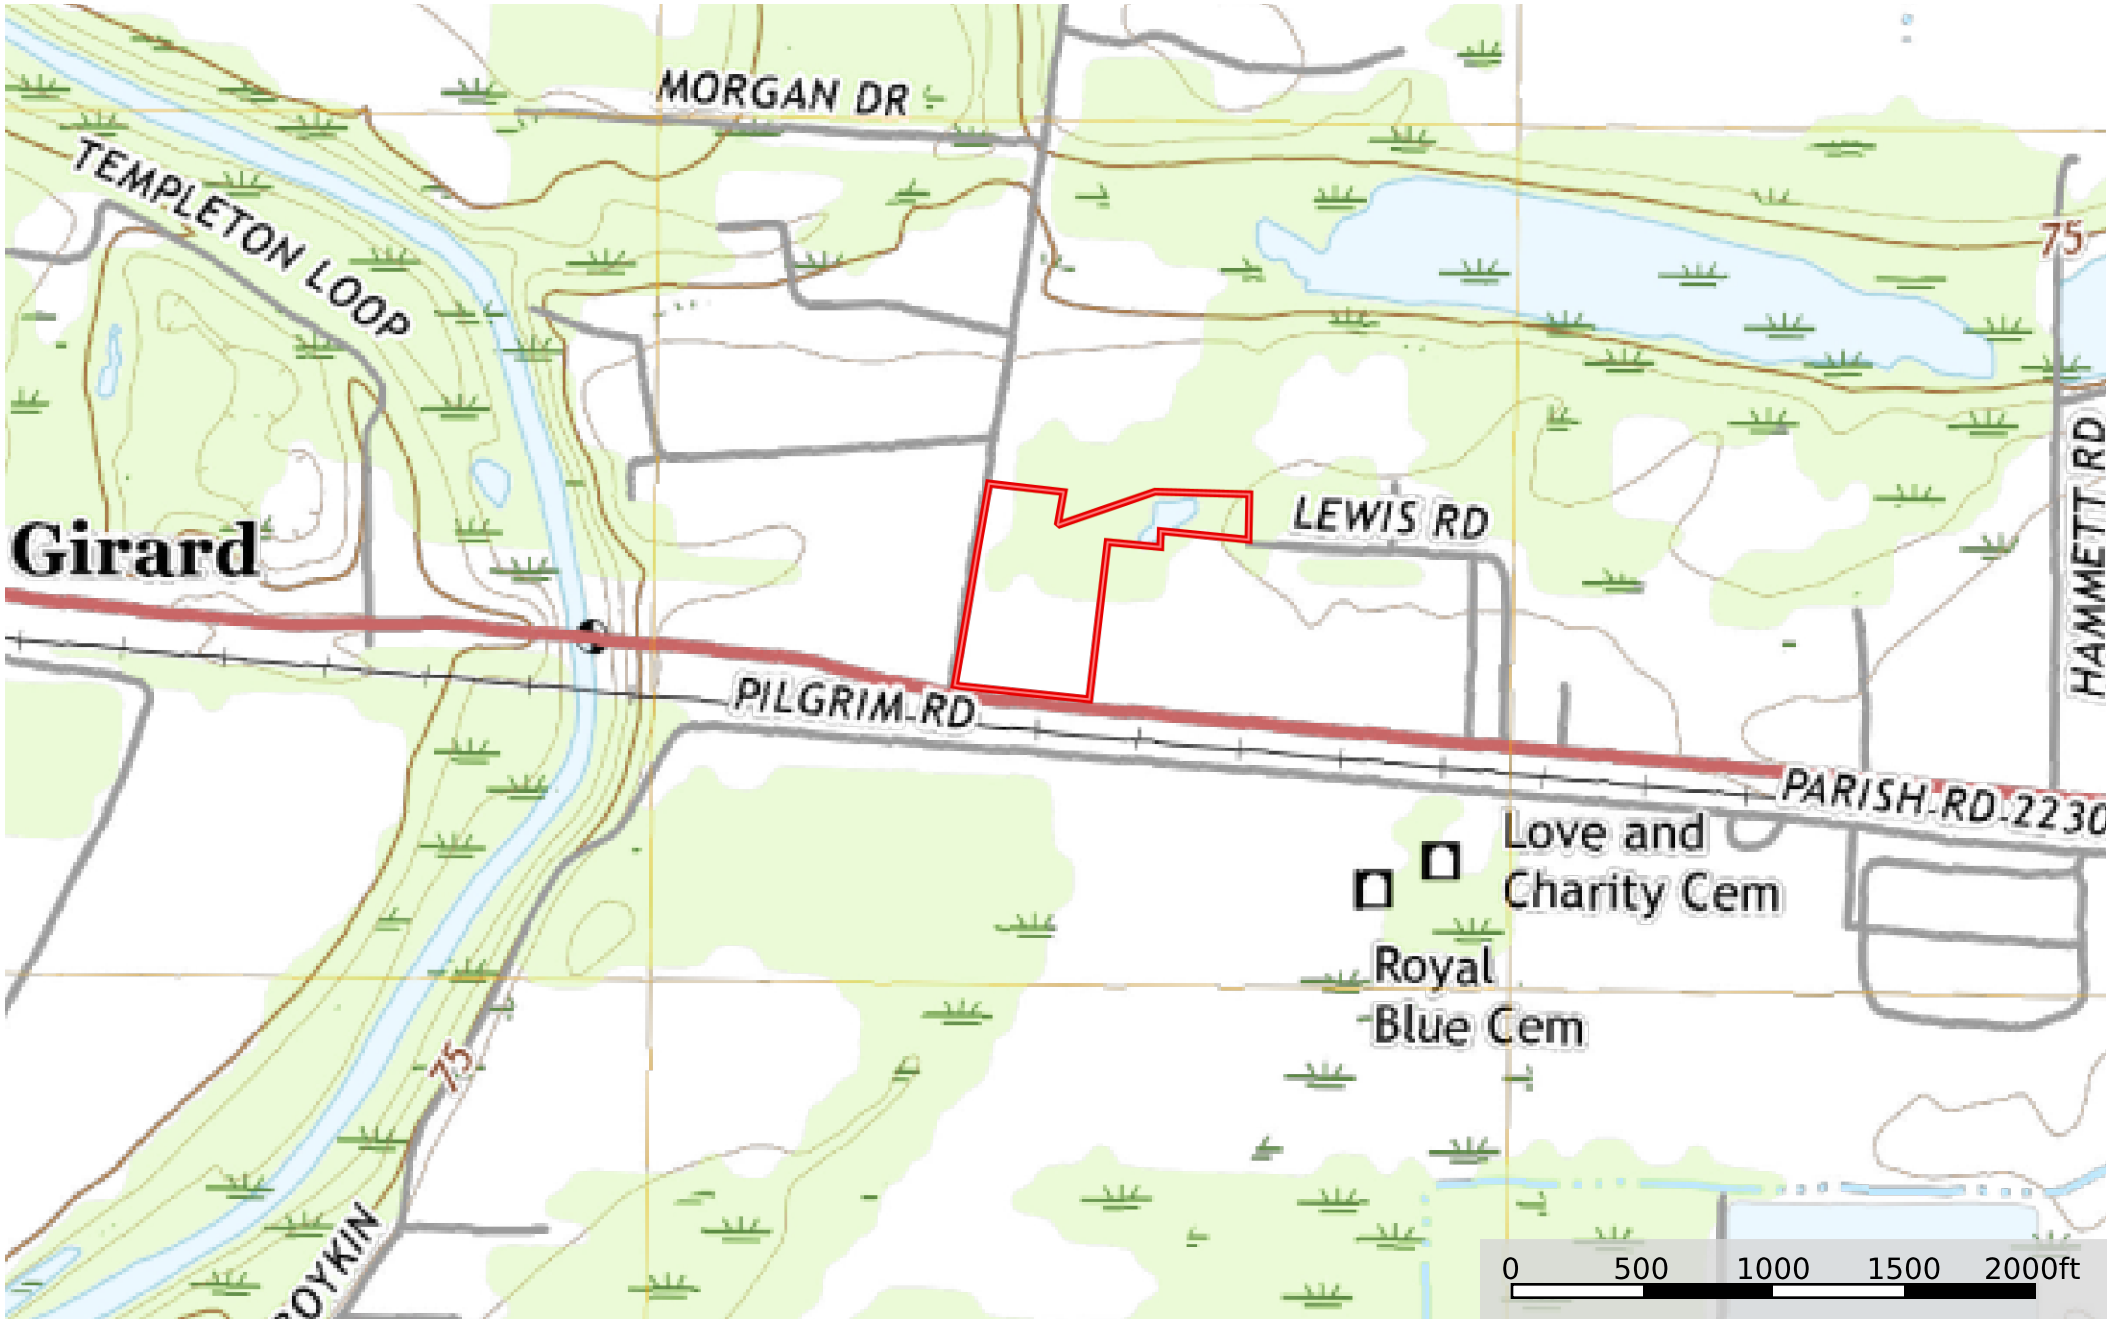 MORGAN DR
TEMPLETON LOOP
75
HAMMETT RD
LEWIS RD
Girard
PILGRIM RD
PARISH RD 2230
Love and
Charity Cem
Royal
Blue Cem
75
OYKIN
0 500 1000 1500 2000ft